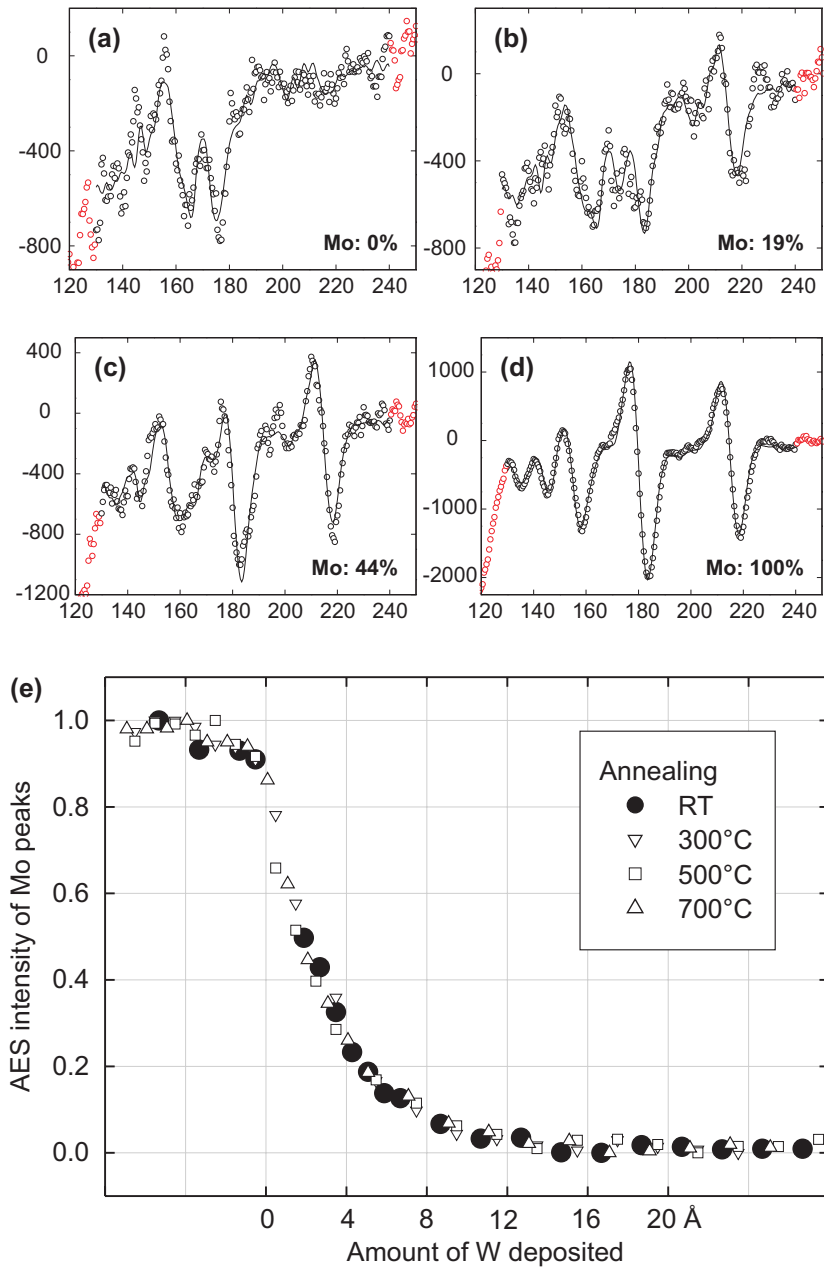 (a)
0
-400
-800
Mo: 0%
120 140 160 180 200 220 240
(b)
0
-400
-800
Mo: 19%
120 140 160 180 200 220 240
(c)
400
0
-400
-800
-1200
Mo: 44%
120 140 160 180 200 220 240
(d)
1000
0
-1000
-2000
Mo: 100%
120 140 160 180 200 220 240
(e)
1.0
0.8
0.6
0.4
0.2
0.0
AES intensity of Mo peaks
Annealing
RT
300°C
500°C
700°C
0 4 8 12 16 20 Å
Amount of W deposited